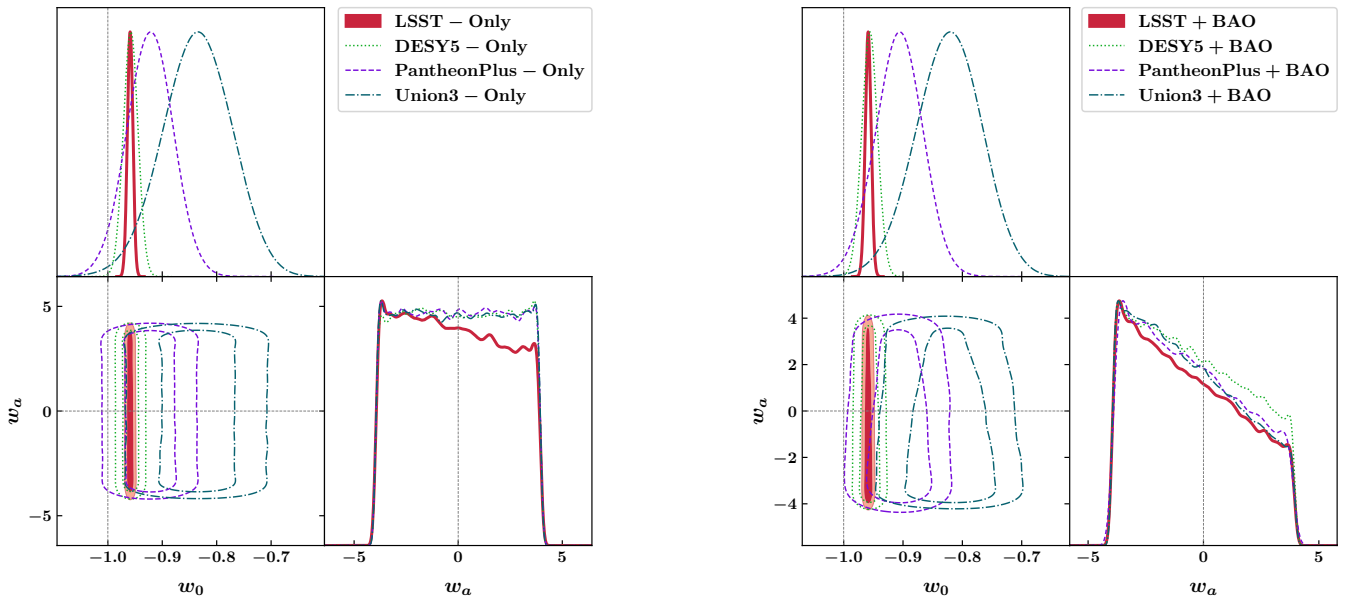 LSST − Only
DESY5 − Only
PantheonPlus − Only
Union3 − Only
5
0
−5
w_a
−1.0 −0.9 −0.8 −0.7
w_0
−5 0 5
w_a
LSST + BAO
DESY5 + BAO
PantheonPlus + BAO
Union3 + BAO
4
2
0
−2
−4
w_a
−1.0 −0.9 −0.8 −0.7
w_0
−5 0 5
w_a